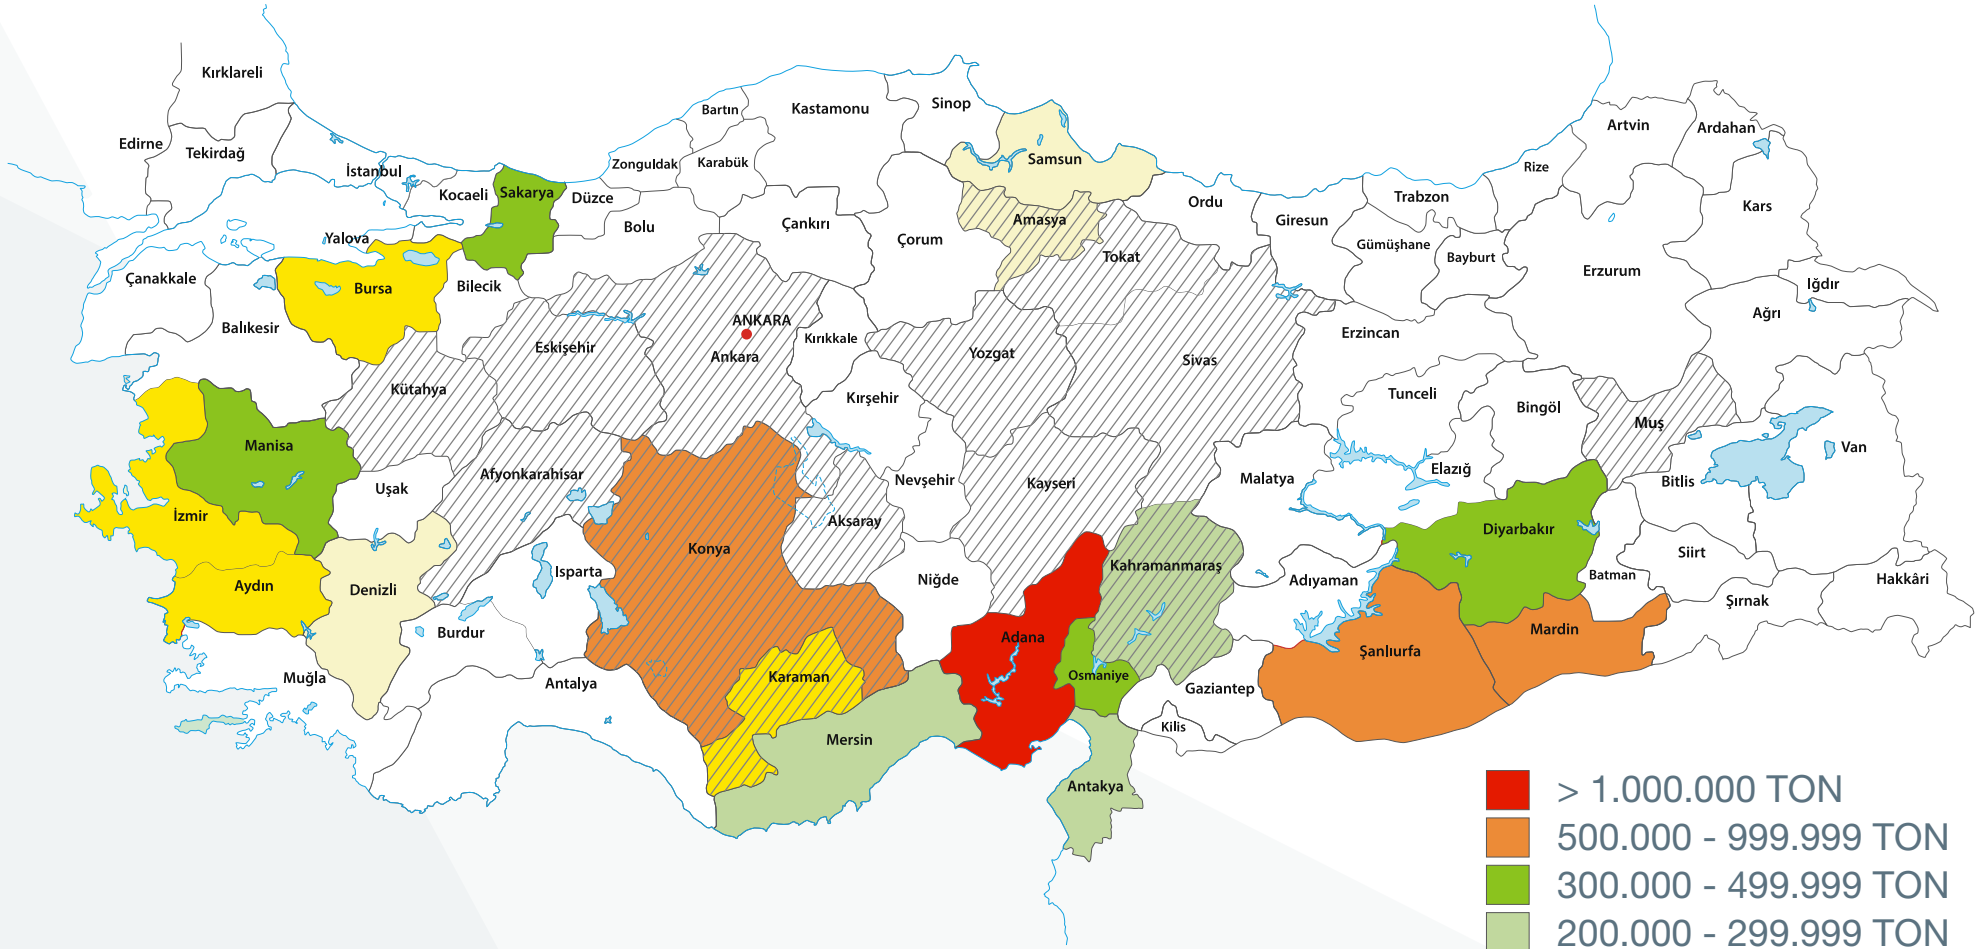 Kırklareli
Edirne
Tekirdağ
İstanbul
Kocaeli
Sakarya
Düzce
Zonguldak
Bartın
Karabük
Kastamonu
Sinop
Samsun
Amasya
Ordu
Giresun
Trabzon
Rize
Artvin
Ardahan
Kars
Gümüşhane
Bayburt
Erzurum
Iğdır
Ağrı
Yalova
Bolu
Çankırı
Çorum
Tokat
Çanakkale
Balıkesir
Bursa
Bilecik
Eskişehir
ANKARA
Ankara
Kırıkkale
Yozgat
Sivas
Erzincan
Kütahya
Kırşehir
Tunceli
Bingöl
Muş
Manisa
Uşak
Afyonkarahisar
Nevşehir
Kayseri
Malatya
Elazığ
Bitlis
Van
İzmir
Konya
Aksaray
Diyarbakır
Siirt
Batman
Aydın
Denizli
Isparta
Niğde
Kahramanmaraş
Adıyaman
Şırnak
Hakkâri
Burdur
Muğla
Antalya
Karaman
Adana
Osmaniye
Gaziantep
Şanlıurfa
Mardin
Kilis
Mersin
Antakya
> 1.000.000 TON
500.000 - 999.999 TON
300.000 - 499.999 TON
200.000 - 299.999 TON